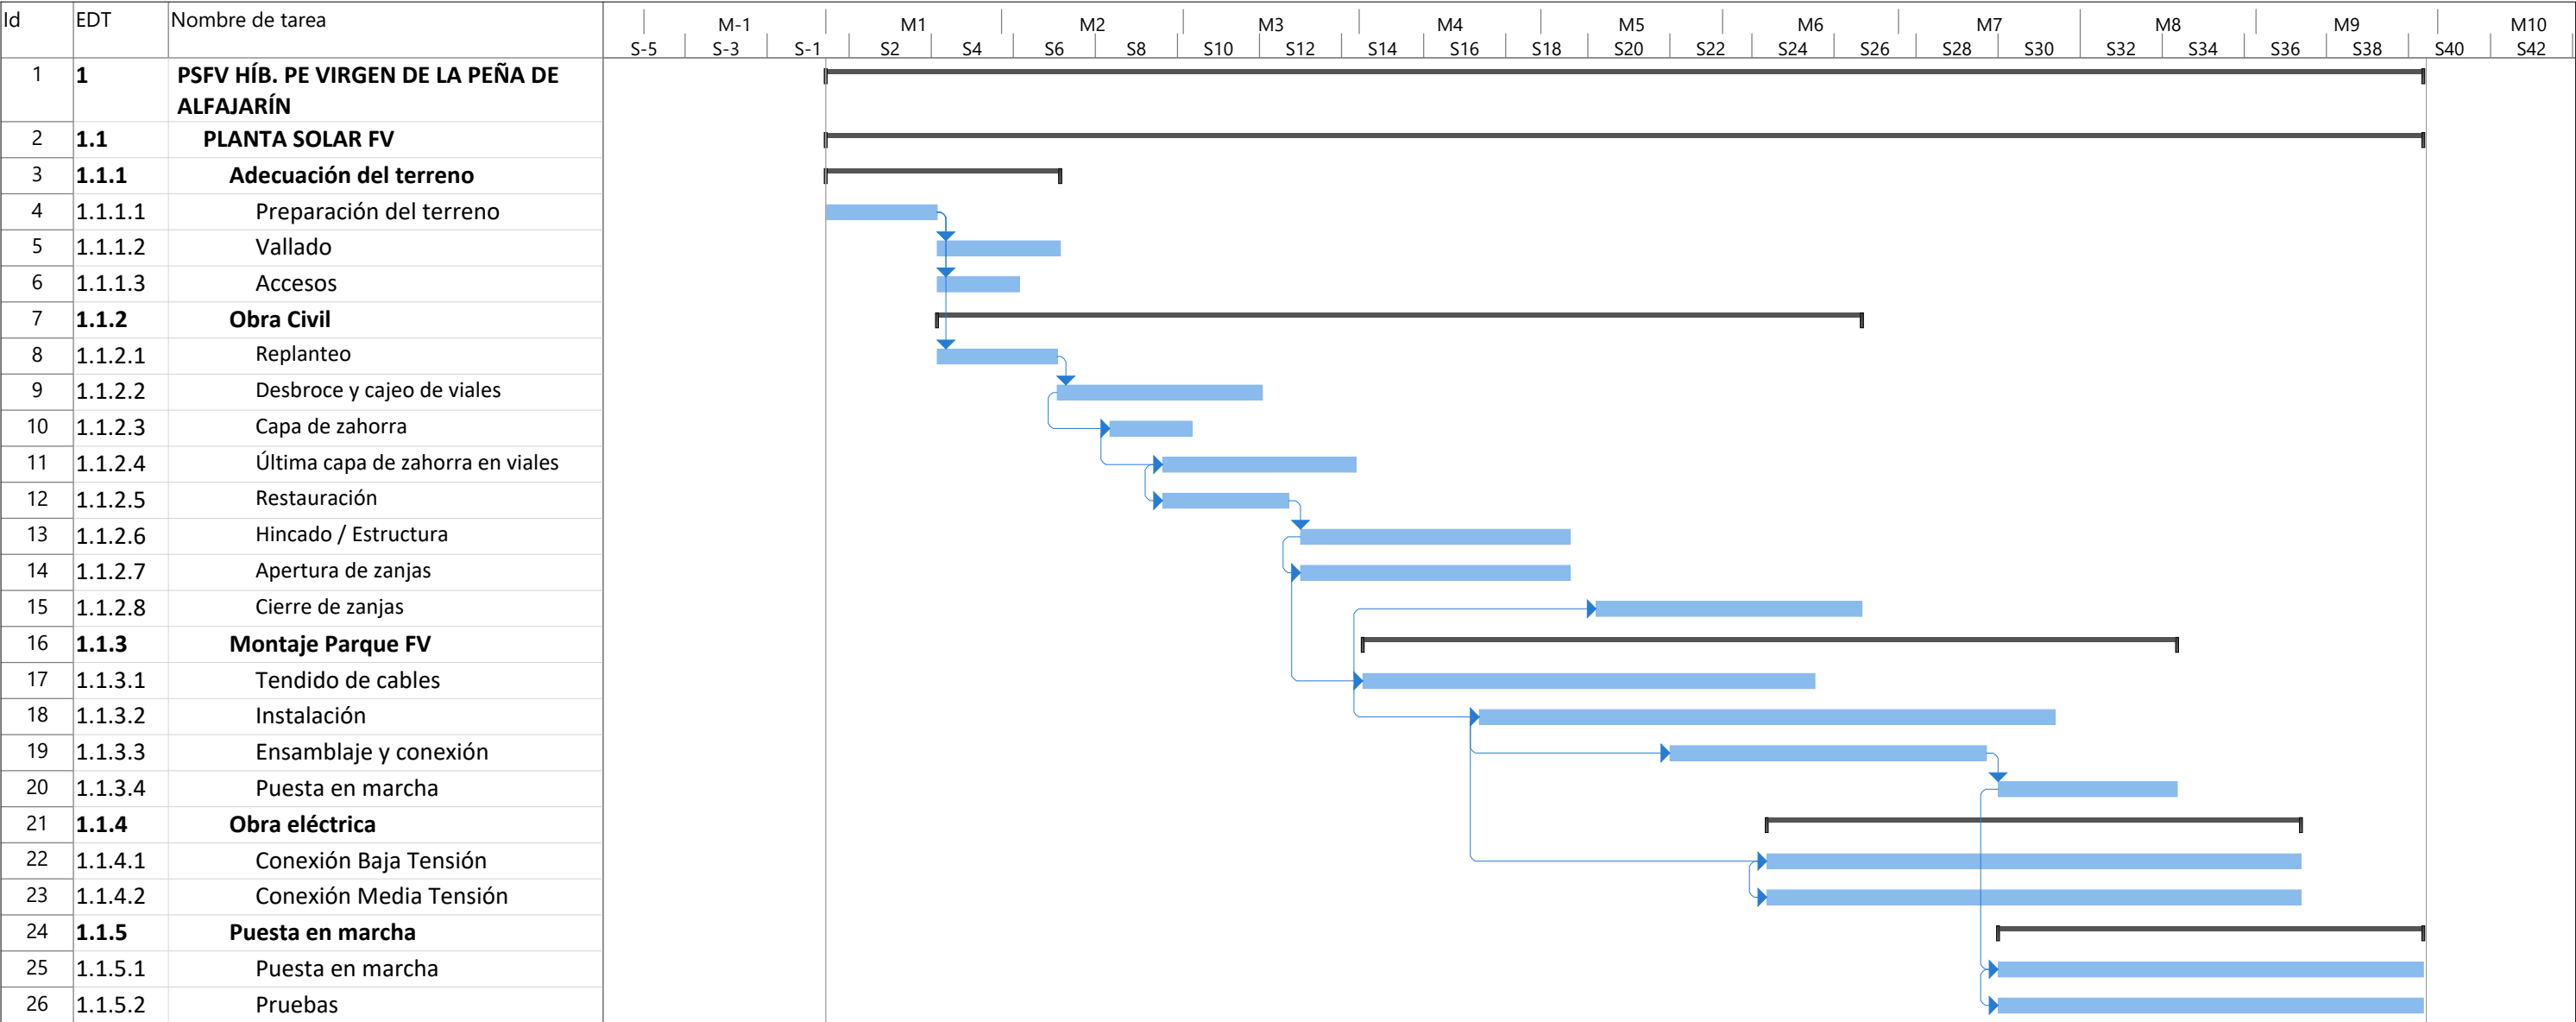 Id EDT Nombre de tarea M-1 M1 M2 M3 M4 M5 M6 M7 M8 M9 M10
S-5 S-3 S-1 S2 S4 S6 S8 S10 S12 S14 S16 S18 S20 S22 S24 S26 S28 S30 S32 S34 S36 S38 S40 S42
1 1 PSFV HÍB. PE VIRGEN DE LA PEÑA DE
ALFAJARÍN
2 1.1 PLANTA SOLAR FV
3 1.1.1 Adecuación del terreno
4 1.1.1.1 Preparación del terreno
5 1.1.1.2 Vallado
6 1.1.1.3 Accesos
7 1.1.2 Obra Civil
8 1.1.2.1 Replanteo
9 1.1.2.2 Desbroce y cajeo de viales
10 1.1.2.3 Capa de zahorra
11 1.1.2.4 Última capa de zahorra en viales
12 1.1.2.5 Restauración
13 1.1.2.6 Hincado / Estructura
14 1.1.2.7 Apertura de zanjas
15 1.1.2.8 Cierre de zanjas
16 1.1.3 Montaje Parque FV
17 1.1.3.1 Tendido de cables
18 1.1.3.2 Instalación
19 1.1.3.3 Ensamblaje y conexión
20 1.1.3.4 Puesta en marcha
21 1.1.4 Obra eléctrica
22 1.1.4.1 Conexión Baja Tensión
23 1.1.4.2 Conexión Media Tensión
24 1.1.5 Puesta en marcha
25 1.1.5.1 Puesta en marcha
26 1.1.5.2 Pruebas